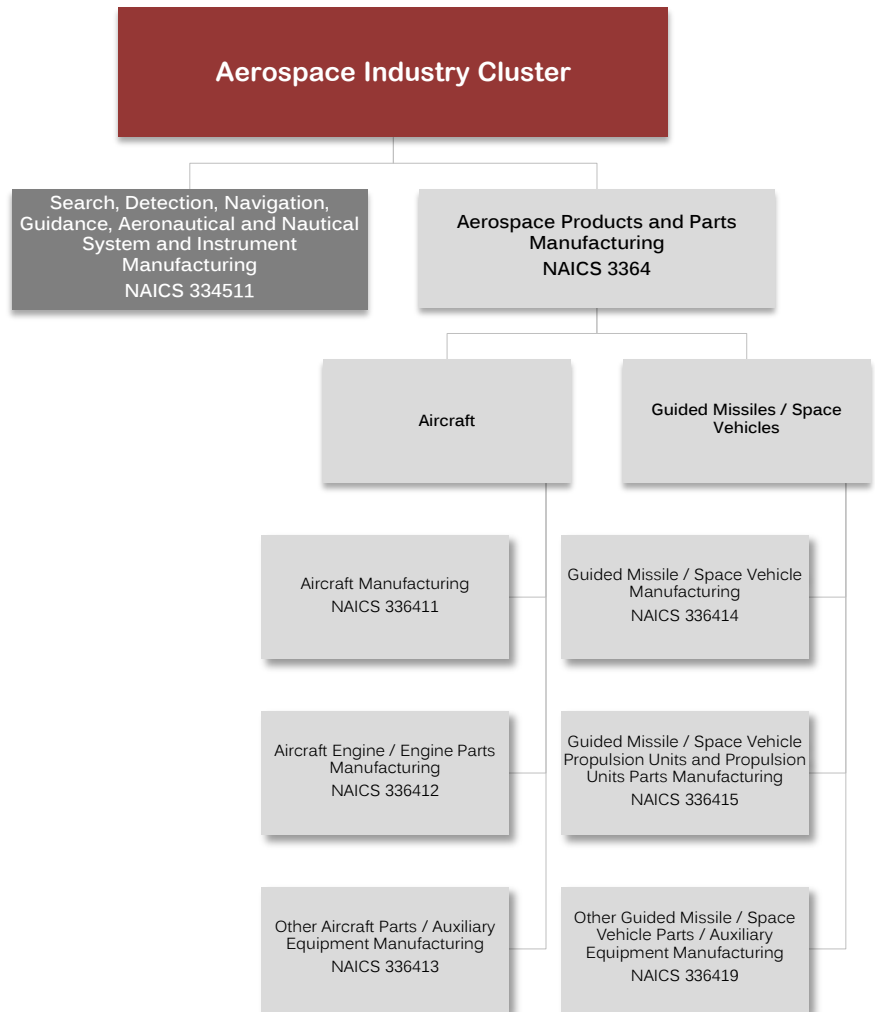 Aerospace Industry Cluster
Search, Detection, Navigation,
Guidance, Aeronautical and Nautical
System and Instrument
Manufacturing
NAICS 334511
Aerospace Products and Parts
Manufacturing
NAICS 3364
Aircraft
Guided Missiles / Space
Vehicles
Aircraft Manufacturing
NAICS 336411
Guided Missile / Space Vehicle
Manufacturing
NAICS 336414
Aircraft Engine / Engine Parts
Manufacturing
NAICS 336412
Guided Missile / Space Vehicle
Propulsion Units and Propulsion
Units Parts Manufacturing
NAICS 336415
Other Aircraft Parts / Auxiliary
Equipment Manufacturing
NAICS 336413
Other Guided Missile / Space
Vehicle Parts / Auxiliary
Equipment Manufacturing
NAICS 336419